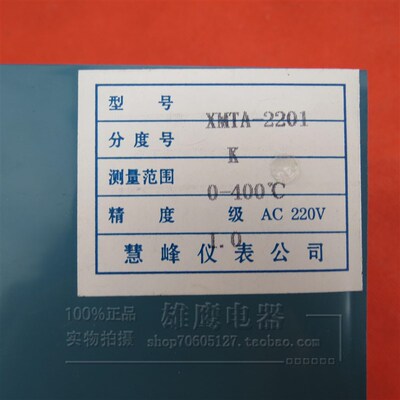 型 号 XMTA-2201
分 度 号 K
测量范围 0-400℃
精 度 1.0 级 AC 220V
慧峰仪表公司
100%正品 雄鹰电器
实物拍摄 shop70605127.taobao.com